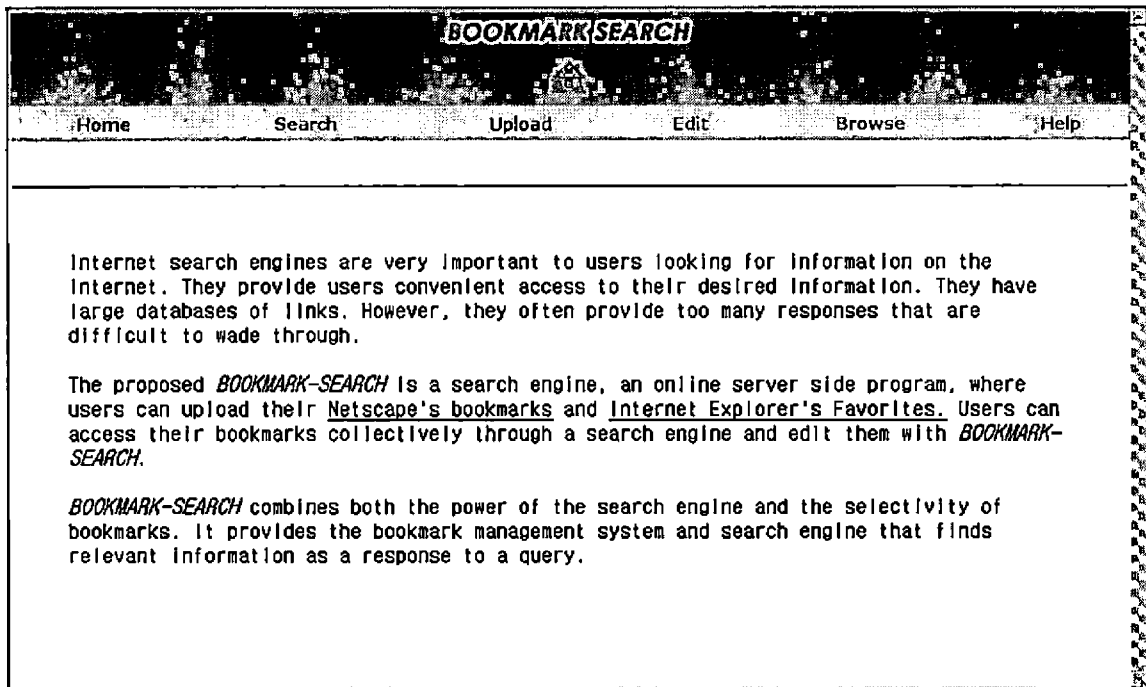 BOOKMARK SEARCH
Home Search Upload Edit Browse Help
Internet search engines are very important to users looking for information on the
Internet. They provide users convenient access to their desired information. They have
large databases of links. However, they often provide too many responses that are
difficult to wade through.
The proposed BOOKMARK-SEARCH is a search engine, an online server side program, where
users can upload their Netscape's bookmarks and Internet Explorer's Favorites. Users can
access their bookmarks collectively through a search engine and edit them with BOOKMARK-
SEARCH.
BOOKMARK-SEARCH combines both the power of the search engine and the selectivity of
bookmarks. It provides the bookmark management system and search engine that finds
relevant information as a response to a query.